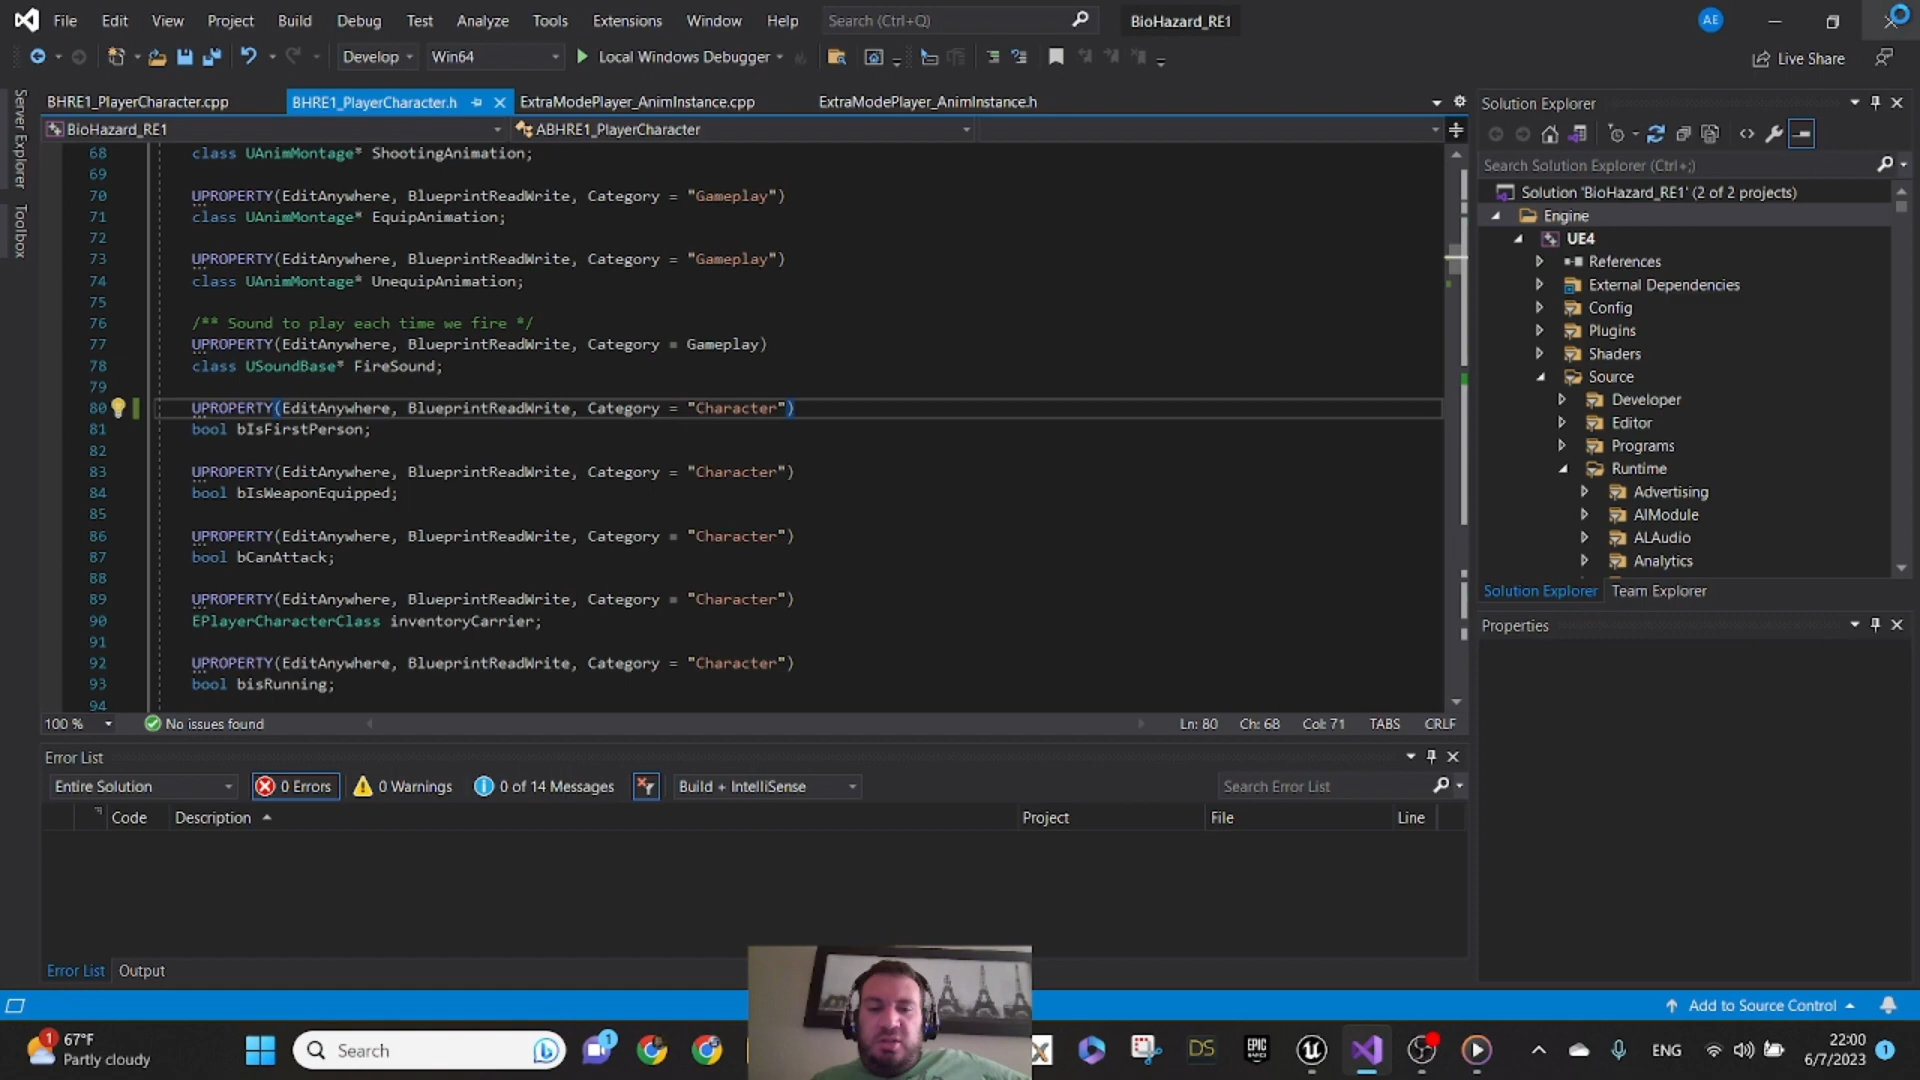 File Edit View Project Build Debug Test Analyze Tools Extensions Window Help Search (Ctrl+Q) BioHazard_RE1 AE
Develop Win64 Local Windows Debugger Live Share
Server Explorer
Toolbox
BHRE1_PlayerCharacter.cpp BHRE1_PlayerCharacter.h ExtraModePlayer_AnimInstance.cpp ExtraModePlayer_AnimInstance.h
BioHazard_RE1 ABHRE1_PlayerCharacter
68 class UAnimMontage* ShootingAnimation;
69
70 UPROPERTY(EditAnywhere, BlueprintReadWrite, Category = "Gameplay")
71 class UAnimMontage* EquipAnimation;
72
73 UPROPERTY(EditAnywhere, BlueprintReadWrite, Category = "Gameplay")
74 class UAnimMontage* UnequipAnimation;
75
76 /** Sound to play each time we fire */
77 UPROPERTY(EditAnywhere, BlueprintReadWrite, Category = Gameplay)
78 class USoundBase* FireSound;
79
80 UPROPERTY(EditAnywhere, BlueprintReadWrite, Category = "Character")
81 bool bIsFirstPerson;
82
83 UPROPERTY(EditAnywhere, BlueprintReadWrite, Category = "Character")
84 bool bIsWeaponEquipped;
85
86 UPROPERTY(EditAnywhere, BlueprintReadWrite, Category = "Character")
87 bool bCanAttack;
88
89 UPROPERTY(EditAnywhere, BlueprintReadWrite, Category = "Character")
90 EPlayerCharacterClass inventoryCarrier;
91
92 UPROPERTY(EditAnywhere, BlueprintReadWrite, Category = "Character")
93 bool bisRunning;
94
100 % No issues found Ln: 80 Ch: 68 Col: 71 TABS CRLF
Solution Explorer
Search Solution Explorer (Ctrl+;)
Solution 'BioHazard_RE1' (2 of 2 projects)
Engine
UE4
References
External Dependencies
Config
Plugins
Shaders
Source
Developer
Editor
Programs
Runtime
Advertising
AIModule
ALAudio
Analytics
Solution Explorer Team Explorer
Properties
Error List
Entire Solution 0 Errors 0 Warnings 0 of 14 Messages Build + IntelliSense Search Error List
Code Description Project File Line
Error List Output
Add to Source Control
1 67°F
Partly cloudy
Search 1 DS EPIC GAMES ENG 22:00
6/7/2023 1